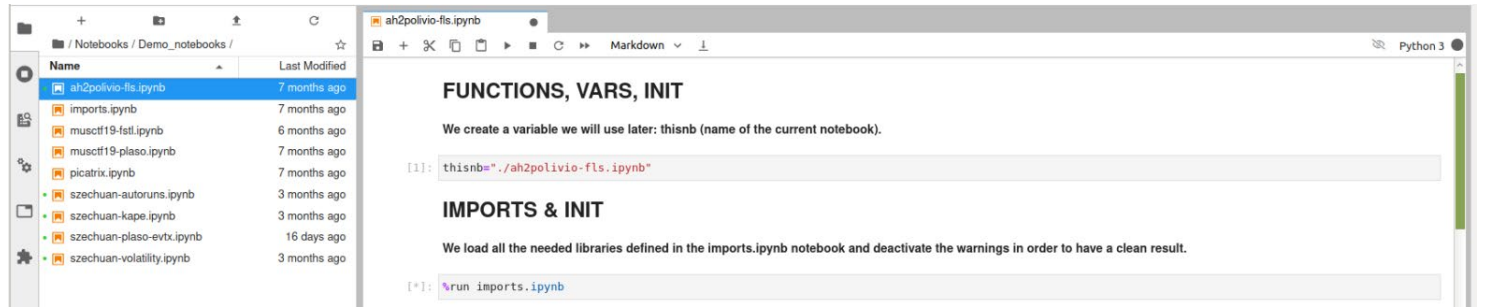 / Notebooks / Demo_notebooks /
Name Last Modified
ah2polivio-fls.ipynb 7 months ago
imports.ipynb 7 months ago
musctf19-fstl.ipynb 6 months ago
musctf19-plaso.ipynb 7 months ago
picatrix.ipynb 7 months ago
szechuan-autoruns.ipynb 3 months ago
szechuan-kape.ipynb 3 months ago
szechuan-plaso-evtx.ipynb 16 days ago
szechuan-volatility.ipynb 3 months ago
ah2polivio-fls.ipynb
Markdown Python 3
FUNCTIONS, VARS, INIT
We create a variable we will use later: thisnb (name of the current notebook).
[1]: thisnb="./ah2polivio-fls.ipynb"
IMPORTS & INIT
We load all the needed libraries defined in the imports.ipynb notebook and deactivate the warnings in order to have a clean result.
[*]: %run imports.ipynb